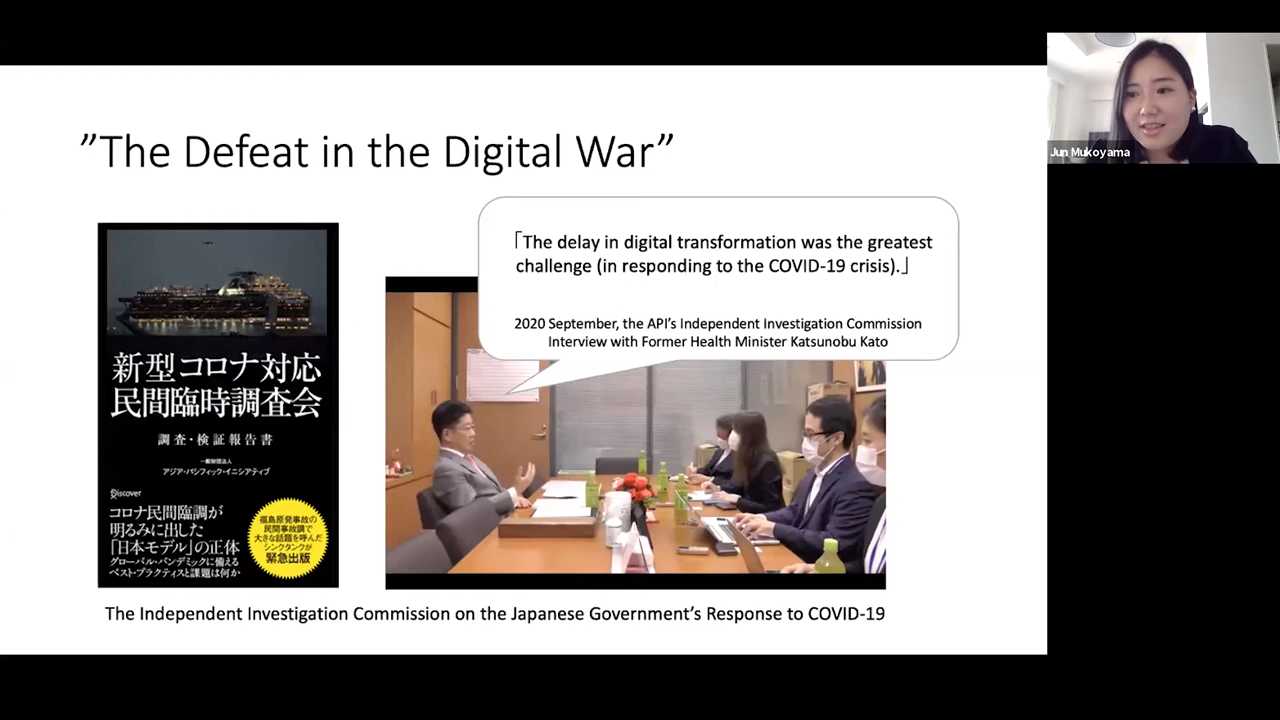 ”The Defeat in the Digital War”
Jun Mukoyama
「The delay in digital transformation was the greatest
challenge (in responding to the COVID-19 crisis).」
2020 September, the API’s Independent Investigation Commission
Interview with Former Health Minister Katsunobu Kato
新型コロナ対応
民間臨時調査会
調査・検証報告書
一般財団法人
アジア・パシフィック・イニシアティブ
Discover
コロナ民間臨調が
明るみに出した
「日本モデル」の正体
グローバル・パンデミックに備える
ベスト・プラクティスと課題は何か
福島原発事故の
民間事故調で
大きな話題を呼んだ
シンクタンクが
緊急出版
The Independent Investigation Commission on the Japanese Government’s Response to COVID-19